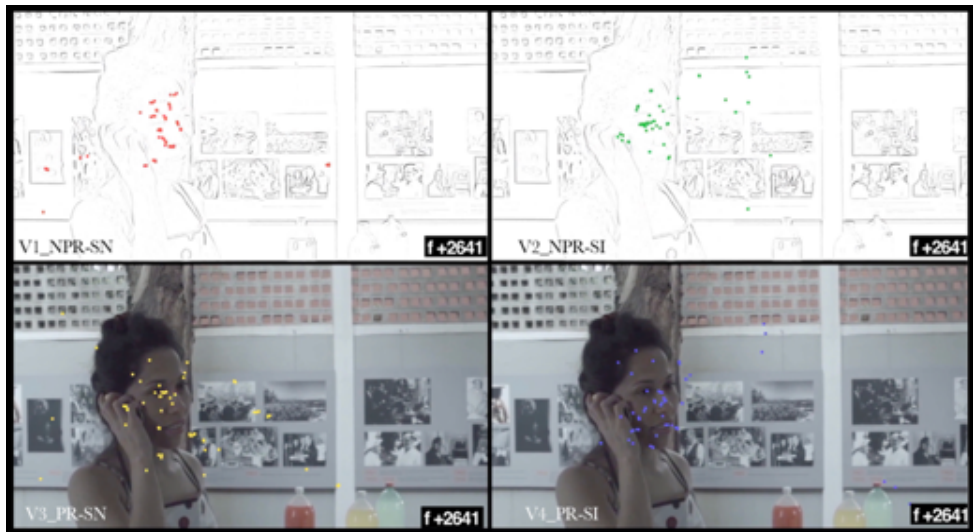 V1_NPR-SN
f +2641
V2_NPR-SI
f +2641
V3_PR-SN
f +2641
V4_PR-SI
f +2641